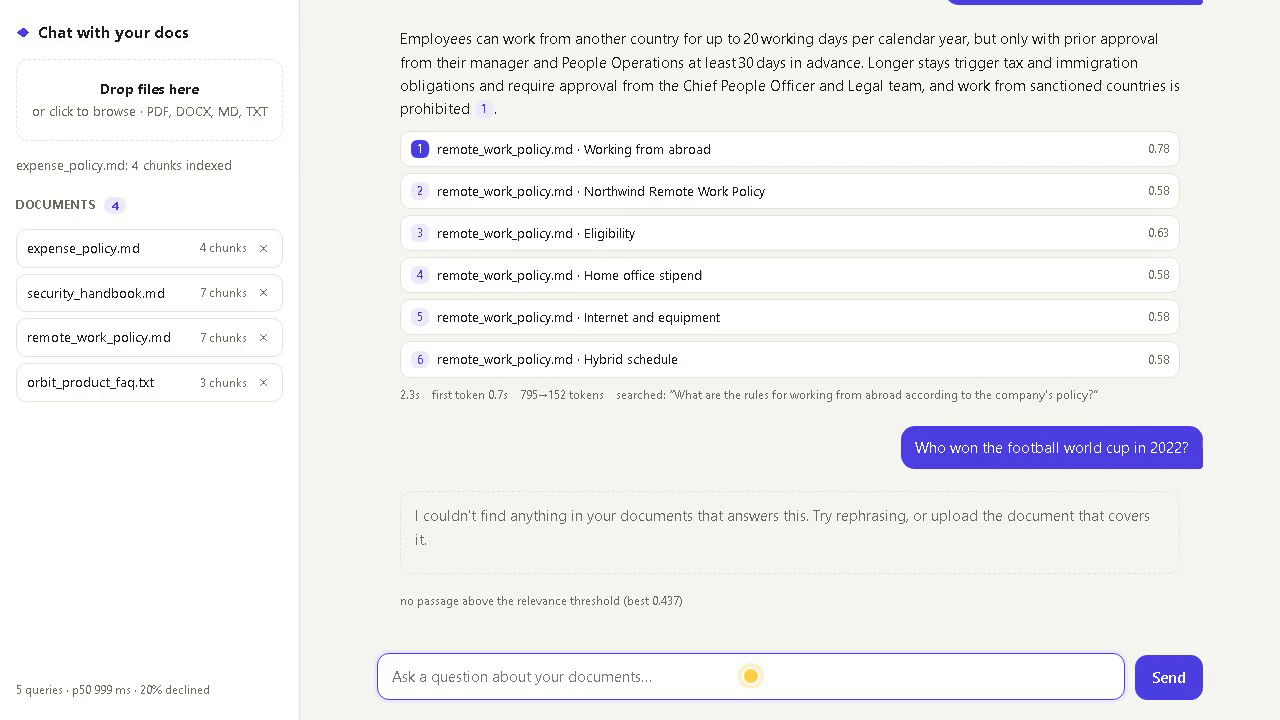 Chat with your docs
Drop files here
or click to browse · PDF, DOCX, MD, TXT
expense_policy.md: 4 chunks indexed
DOCUMENTS 4
expense_policy.md 4 chunks ×
security_handbook.md 7 chunks ×
remote_work_policy.md 7 chunks ×
orbit_product_faq.txt 3 chunks ×
5 queries · p50 999 ms · 20% declined
Employees can work from another country for up to 20 working days per calendar year, but only with prior approval
from their manager and People Operations at least 30 days in advance. Longer stays trigger tax and immigration
obligations and require approval from the Chief People Officer and Legal team, and work from sanctioned countries is
prohibited 1.
1 remote_work_policy.md · Working from abroad 0.78
2 remote_work_policy.md · Northwind Remote Work Policy 0.58
3 remote_work_policy.md · Eligibility 0.63
4 remote_work_policy.md · Home office stipend 0.58
5 remote_work_policy.md · Internet and equipment 0.58
6 remote_work_policy.md · Hybrid schedule 0.58
2.3s first token 0.7s 795→152 tokens searched: "What are the rules for working from abroad according to the company's policy?"
Who won the football world cup in 2022?
I couldn't find anything in your documents that answers this. Try rephrasing, or upload the document that covers
it.
no passage above the relevance threshold (best 0.437)
Ask a question about your documents...
Send